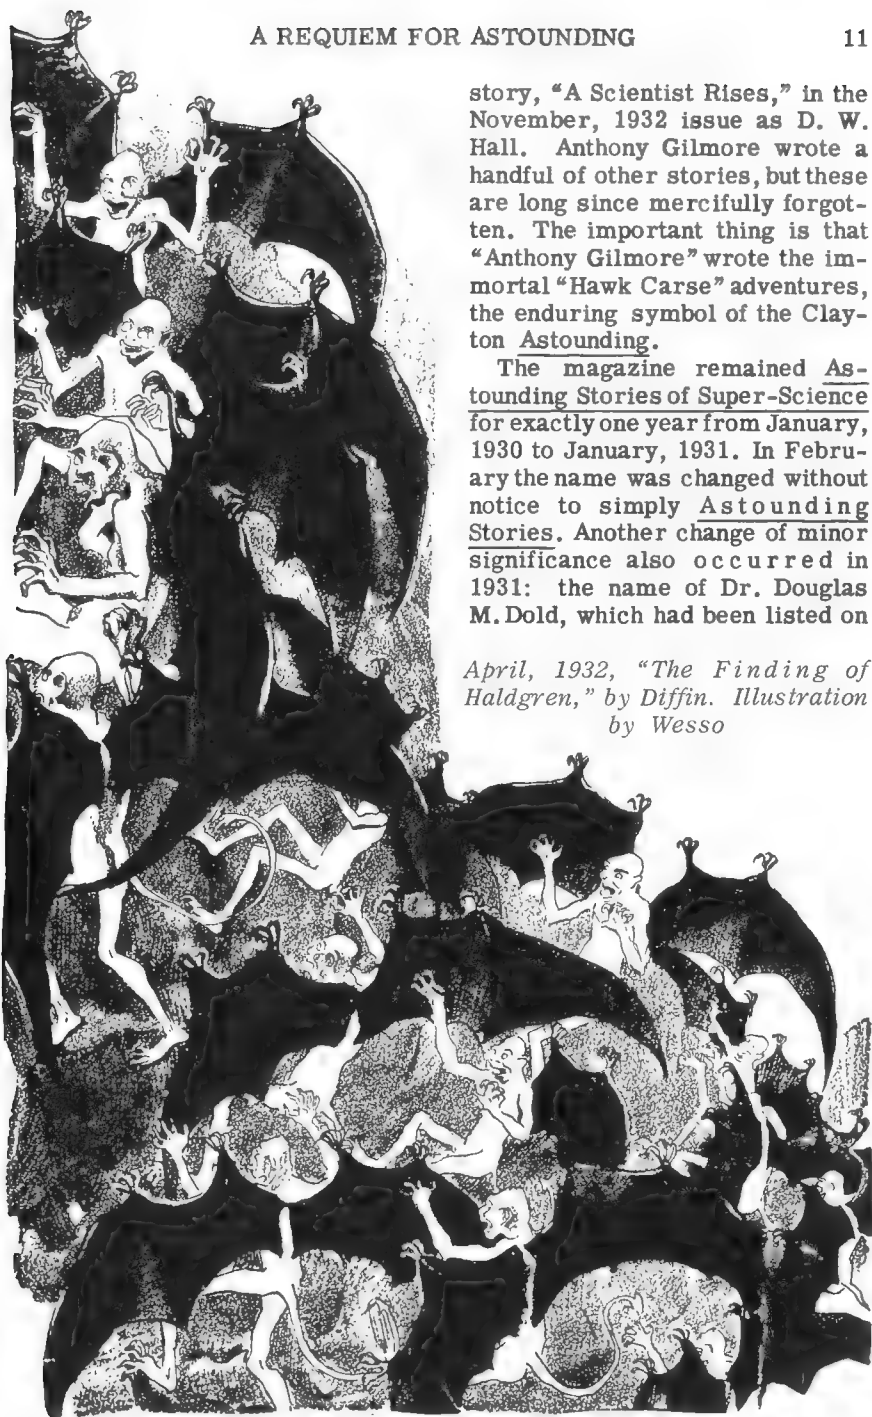 A REQUIEM FOR ASTOUNDING 11
story, “A Scientist Rises,” in the
November, 1932 issue as D. W.
Hall. Anthony Gilmore wrote a
handful of other stories, but these
are long since mercifully forgot-
ten. The important thing is that
“Anthony Gilmore” wrote the im-
mortal “Hawk Carse” adventures,
the enduring symbol of the Clay-
ton Astounding.
The magazine remained As-
tounding Stories of Super-Science
for exactly one year from January,
1930 to January, 1931. In Febru-
ary the name was changed without
notice to simply Astounding
Stories. Another change of minor
significance also occurred in
1931: the name of Dr. Douglas
M. Dold, which had been listed on
April, 1932, “The Finding of
Haldgren,” by Diffin. Illustration
by Wesso